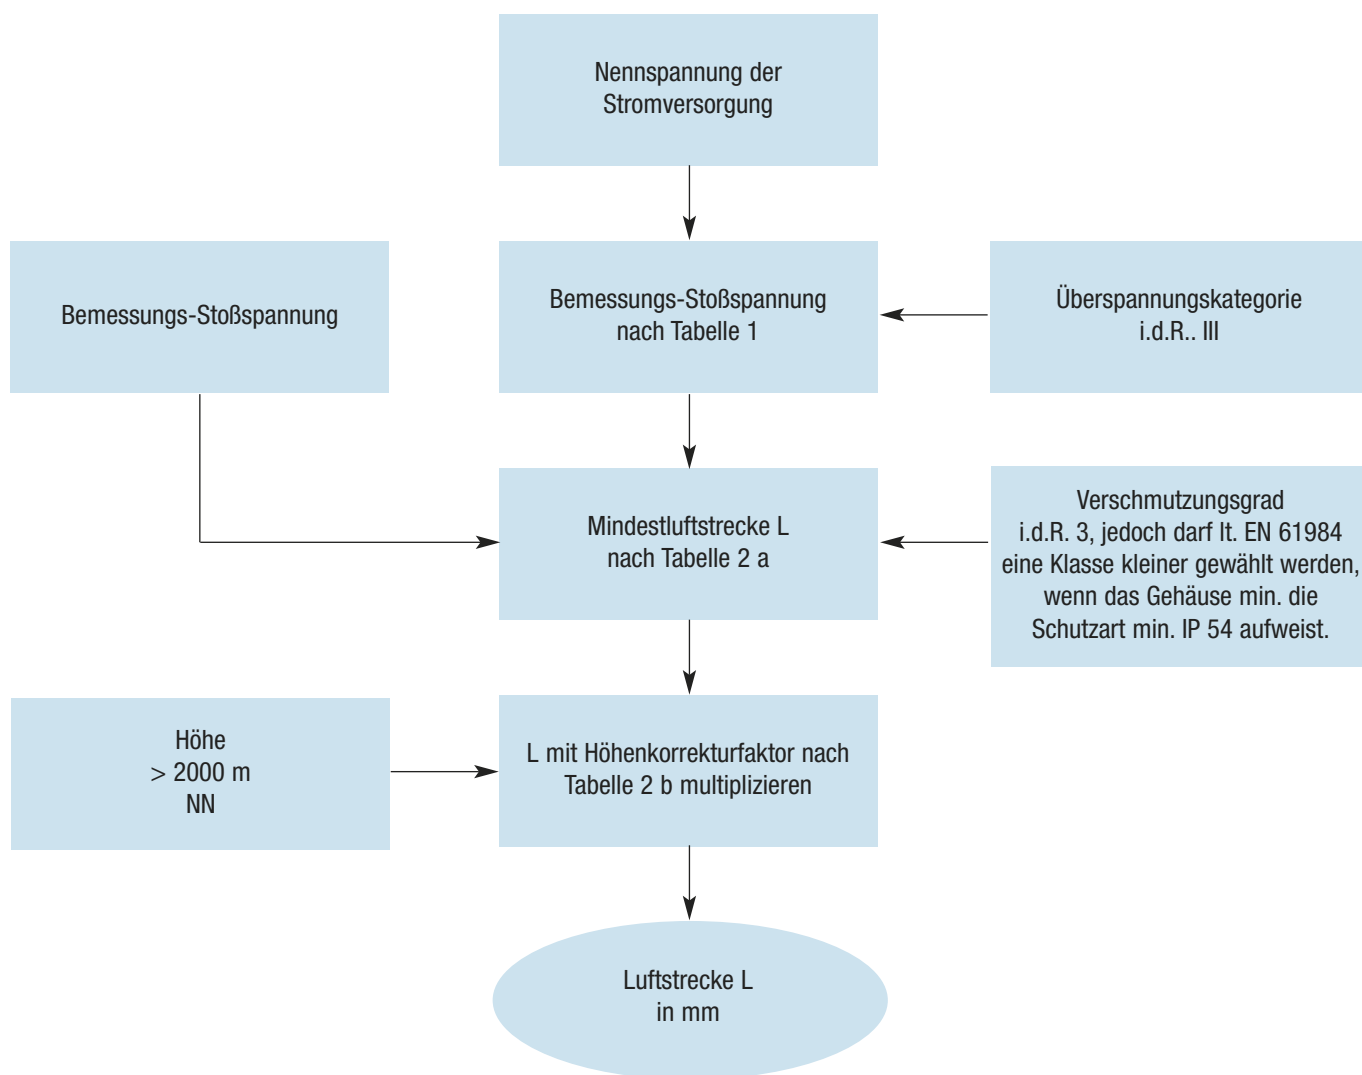 Nennspannung der
Stromversorgung
Bemessungs-Stoßspannung
Bemessungs-Stoßspannung
nach Tabelle 1
Überspannungskategorie
i.d.R.. III
Mindestluftstrecke L
nach Tabelle 2 a
Verschmutzungsgrad
i.d.R. 3, jedoch darf lt. EN 61984
eine Klasse kleiner gewählt werden,
wenn das Gehäuse min. die
Schutzart min. IP 54 aufweist.
Höhe
> 2000 m
NN
L mit Höhenkorrekturfaktor nach
Tabelle 2 b multiplizieren
Luftstrecke L
in mm